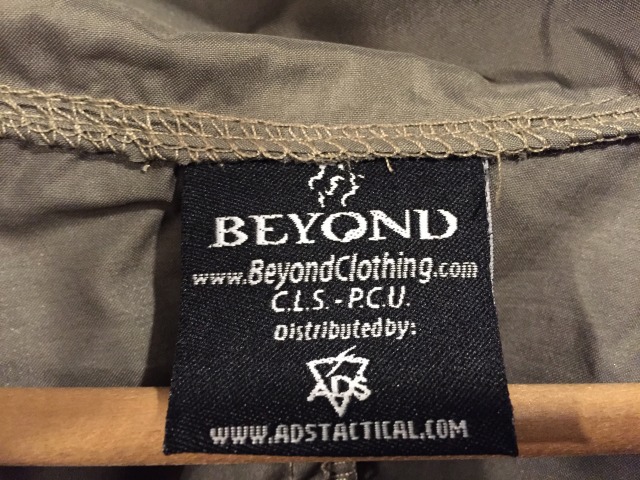 BEYOND
www.BeyondClothing.com
C.L.S.-P.C.U.
Distributed by:
ADS
WWW.ADSTACTICAL.COM